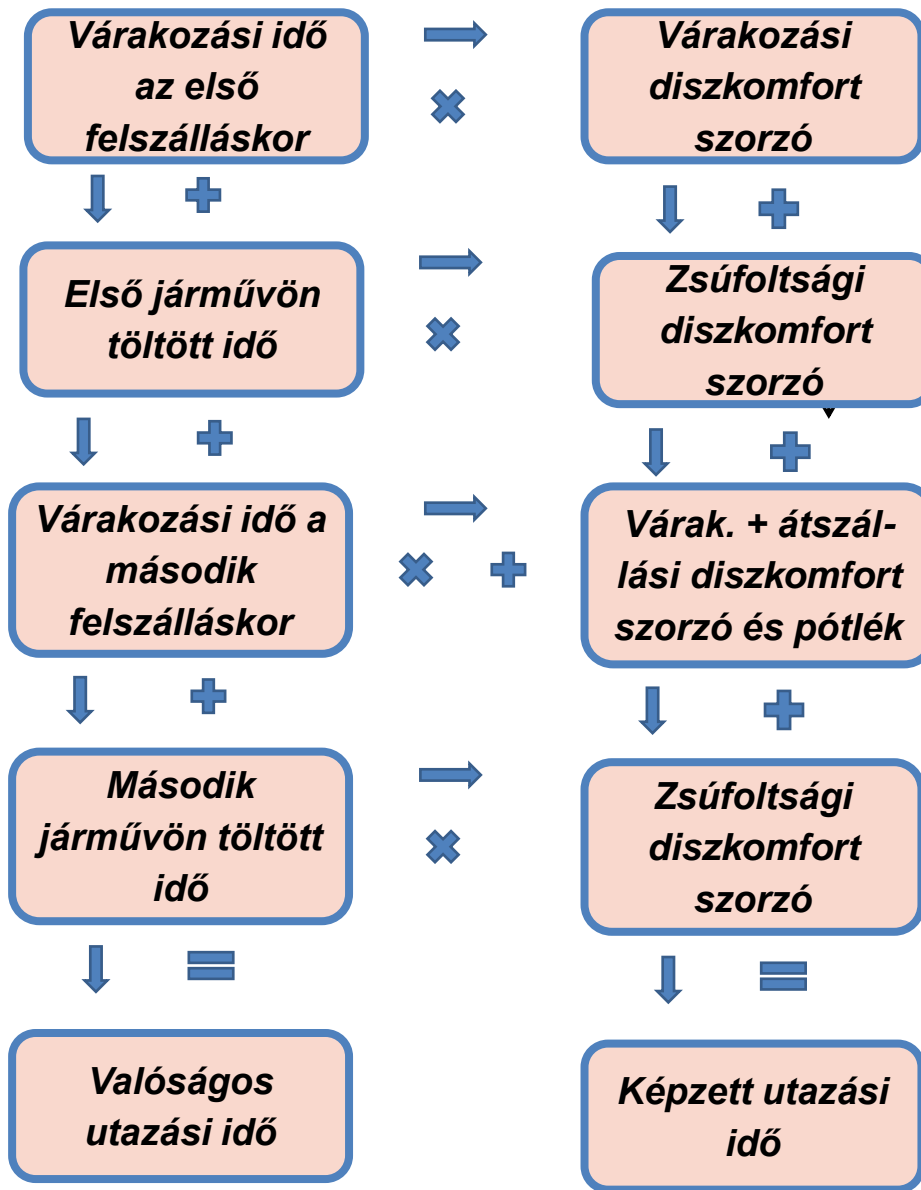 Várakozási idő
az első
felszálláskor
Várakozási
diszkomfort
szorzó
Első járművön
töltött idő
Zsúfoltsági
diszkomfort
szorzó
Várakozási idő a
második
felszálláskor
Várak. + átszál-
lási diszkomfort
szorzó és pótlék
Második
járművön töltött
idő
Zsúfoltsági
diszkomfort
szorzó
Valóságos
utazási idő
Képzett utazási
idő